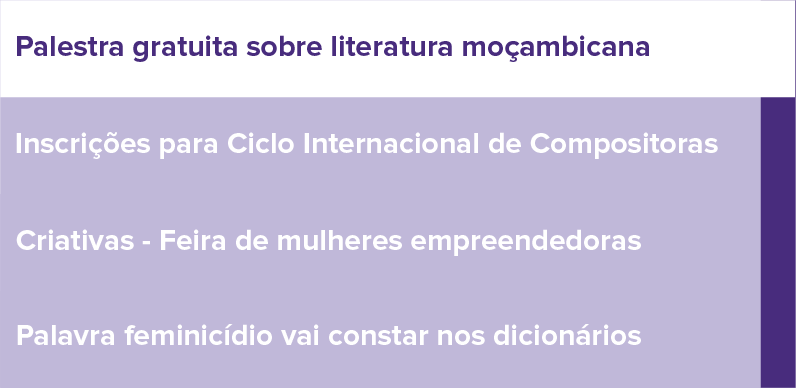 Palestra gratuita sobre literatura moçambicana
Inscrições para Ciclo Internacional de Compositoras
Criativas - Feira de mulheres empreendedoras
Palavra feminicídio vai constar nos dicionários